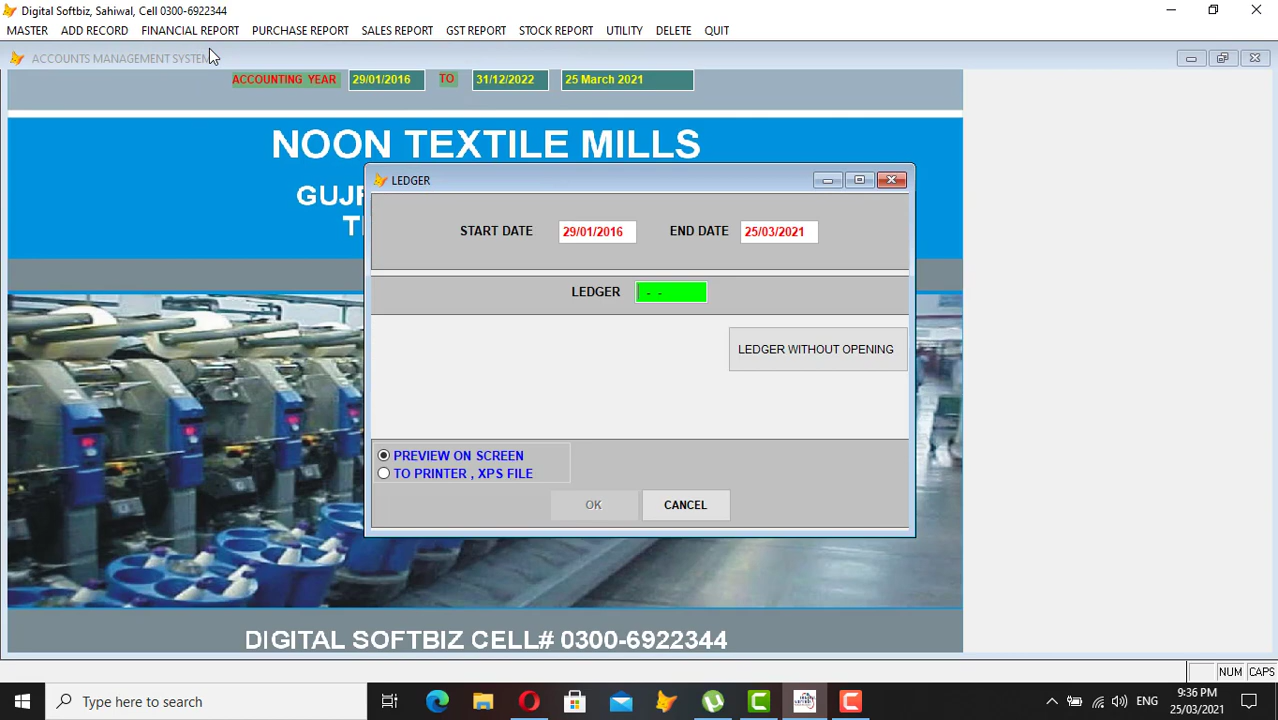 Digital Softbiz, Sahiwal, Cell 0300-6922344
MASTER ADD RECORD FINANCIAL REPORT PURCHASE REPORT SALES REPORT GST REPORT STOCK REPORT UTILITY DELETE QUIT
ACCOUNTS MANAGEMENT SYSTEM
ACCOUNTING YEAR 29/01/2016 TO 31/12/2022 25 March 2021
NOON TEXTILE MILLS
LEDGER
START DATE 29/01/2016 END DATE 25/03/2021
LEDGER - -
LEDGER WITHOUT OPENING
PREVIEW ON SCREEN
TO PRINTER , XPS FILE
OK CANCEL
DIGITAL SOFTBIZ CELL# 0300-6922344
NUM CAPS
Type here to search
ENG
9:36 PM
25/03/2021